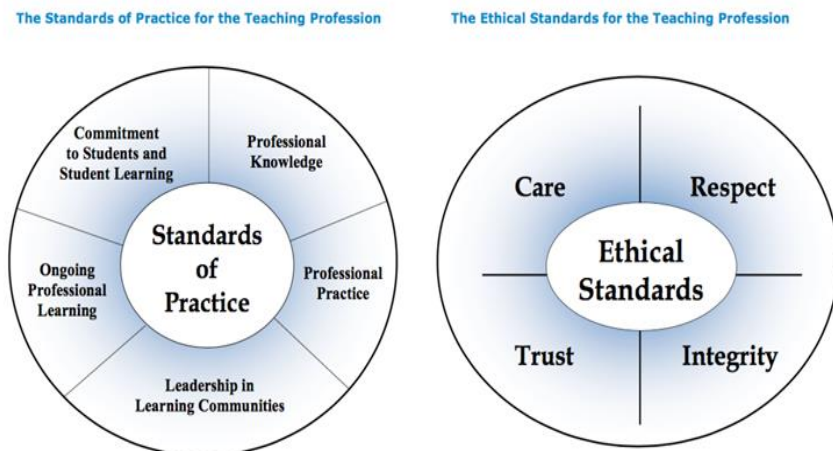 The Standards of Practice for the Teaching Profession
Commitment
to Students and
Student Learning
Professional
Knowledge
Ongoing
Professional
Learning
Standards
of
Practice
Professional
Practice
Leadership in
Learning Communities
The Ethical Standards for the Teaching Profession
Care
Respect
Ethical
Standards
Trust
Integrity